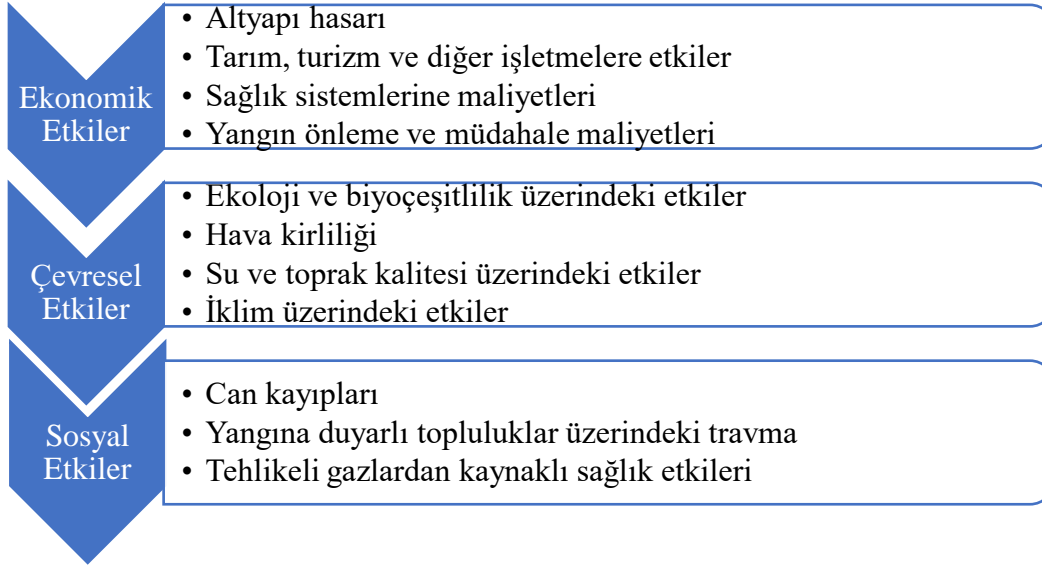 Ekonomik
Etkiler
• Altyapı hasarı
• Tarım, turizm ve diğer işletmelere etkiler
• Sağlık sistemlerine maliyetleri
• Yangın önleme ve müdahale maliyetleri
Çevresel
Etkiler
• Ekoloji ve biyoçeşitlilik üzerindeki etkiler
• Hava kirliliği
• Su ve toprak kalitesi üzerindeki etkiler
• İklim üzerindeki etkiler
Sosyal
Etkiler
• Can kayıpları
• Yangına duyarlı topluluklar üzerindeki travma
• Tehlikeli gazlardan kaynaklı sağlık etkileri